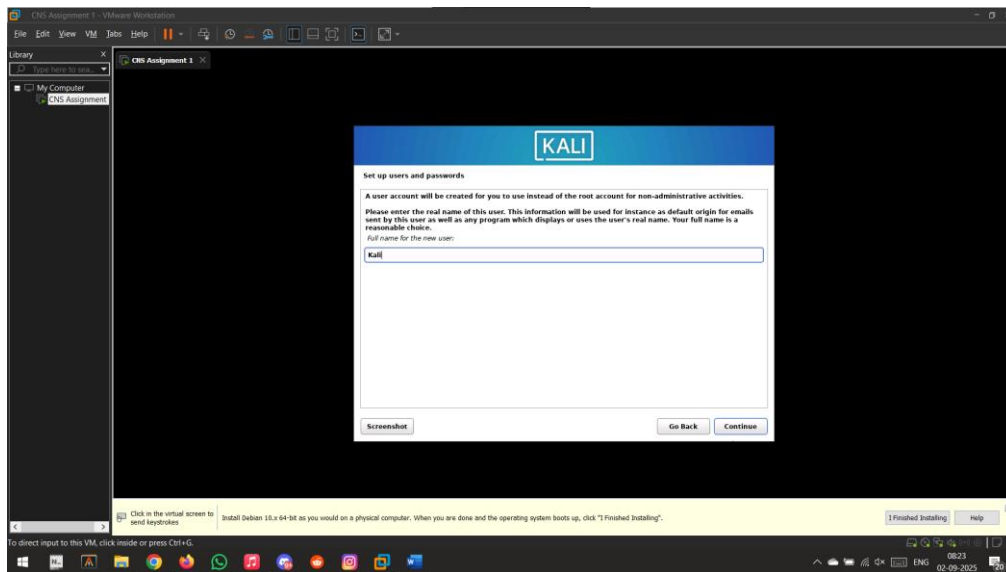 CNS Assignment 1 - VMware Workstation
File Edit View VM Tabs Help
Library X
Type here to sea...
CNS Assignment 1 X
My Computer
CNS Assignment
KALI
Set up users and passwords
A user account will be created for you to use instead of the root account for non-administrative activities.
Please enter the real name of this user. This information will be used for instance as default origin for emails
sent by this user as well as any program which displays or uses the user's real name. Your full name is a
reasonable choice.
Full name for the new user:
Kali
Screenshot
Go Back
Continue
Click in the virtual screen to
send keystrokes
Install Debian 10.x 64-bit as you would on a physical computer. When you are done and the operating system boots up, click "I Finished Installing".
I Finished Installing
Help
To direct input to this VM, click inside or press Ctrl+G.
ENG
08:23
02-09-2025